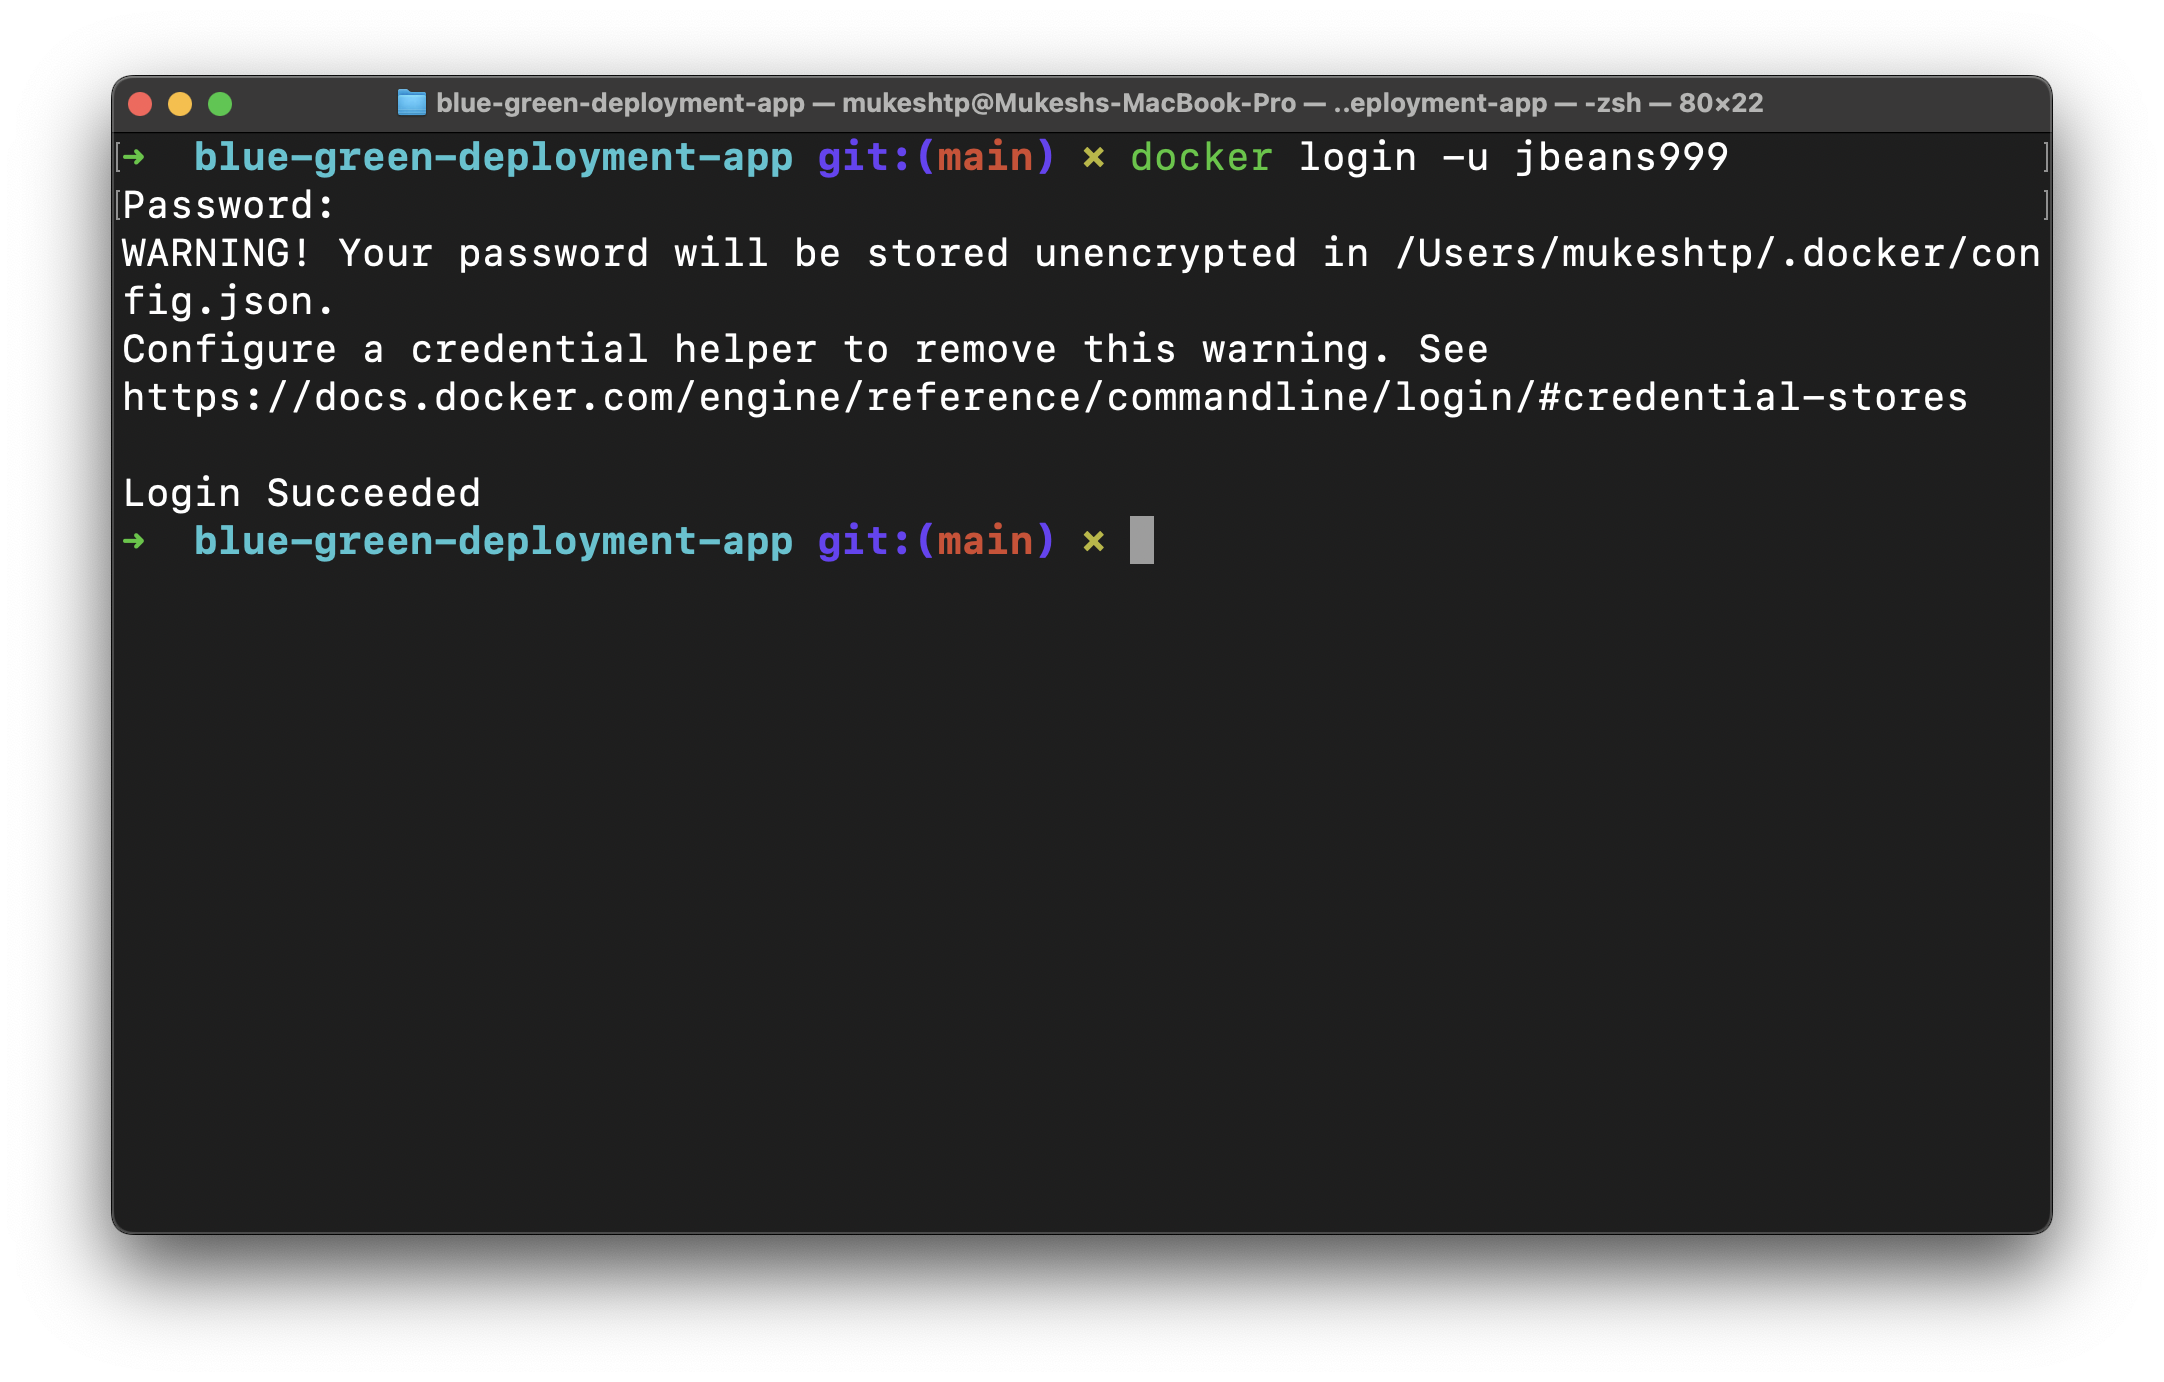 blue-green-deployment-app — mukeshtp@Mukeshs-MacBook-Pro — ..eployment-app — -zsh — 80×22
[➜  blue-green-deployment-app git:(main) ✗ docker login -u jbeans999 ]
[Password: ]
WARNING! Your password will be stored unencrypted in /Users/mukeshtp/.docker/con
fig.json.
Configure a credential helper to remove this warning. See
https://docs.docker.com/engine/reference/commandline/login/#credential-stores
Login Succeeded
➜  blue-green-deployment-app git:(main) ✗